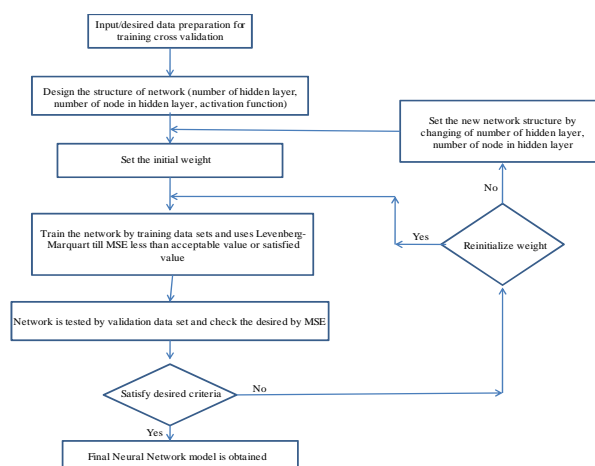 Input/desired data preparation for
training cross validation
Design the structure of network (number of hidden layer,
number of node in hidden layer, activation function)
Set the new network structure by
changing of number of hidden layer,
number of node in hidden layer
Set the initial weight
No
Train the network by training data sets and uses Levenberg-
Marquart till MSE less than acceptable value or satisfied
value
Yes
Reinitialize weight
Network is tested by validation data set and check the desired by MSE
Satisfy desired criteria
No
Yes
Final Neural Network model is obtained